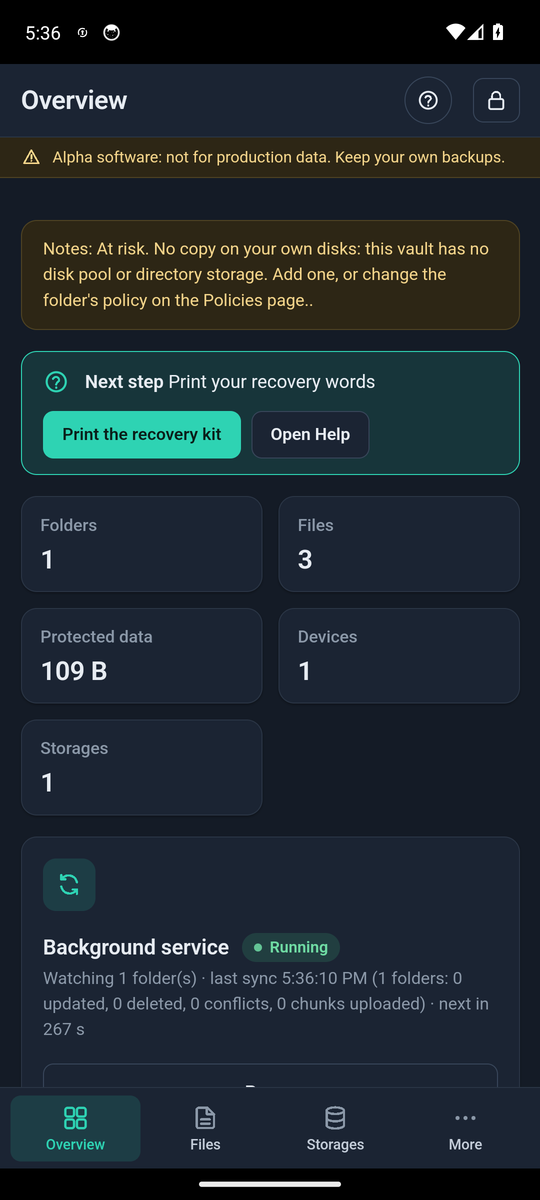 5:36
Overview
Alpha software: not for production data. Keep your own backups.
Notes: At risk. No copy on your own disks: this vault has no
disk pool or directory storage. Add one, or change the
folder's policy on the Policies page..
Next step Print your recovery words
Print the recovery kit
Open Help
Folders
1
Files
3
Protected data
109 B
Devices
1
Storages
1
Background service
Running
Watching 1 folder(s) · last sync 5:36:10 PM (1 folders: 0
updated, 0 deleted, 0 conflicts, 0 chunks uploaded) · next in
267 s
Overview
Files
Storages
More